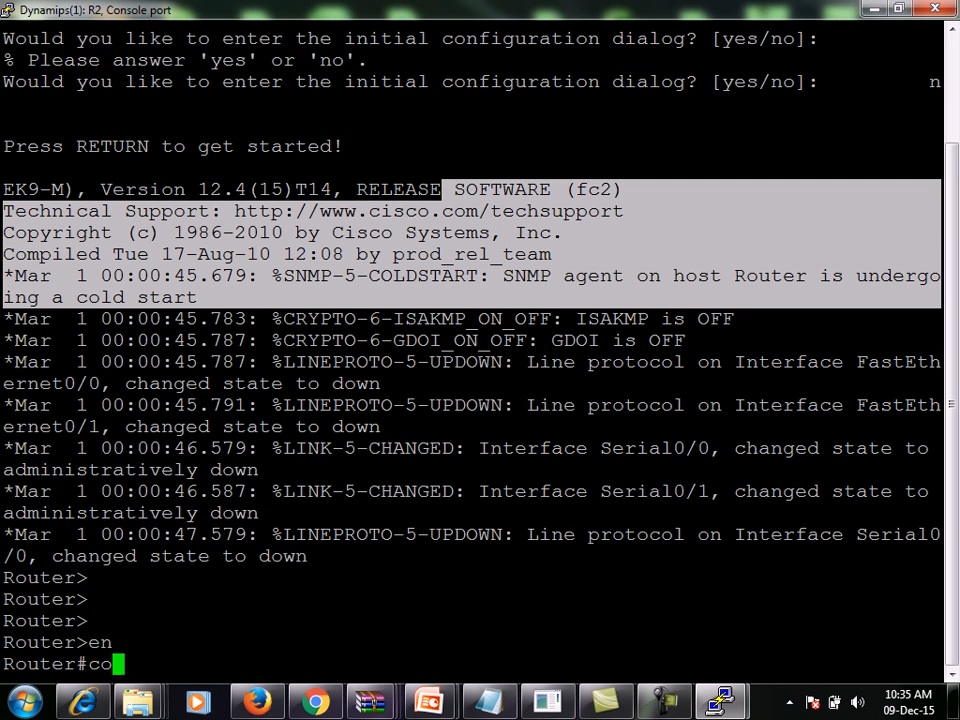 Dynamips(1): R2, Console port
Would you like to enter the initial configuration dialog? [yes/no]:
% Please answer 'yes' or 'no'.
Would you like to enter the initial configuration dialog? [yes/no]: n
Press RETURN to get started!
EK9-M), Version 12.4(15)T14, RELEASE SOFTWARE (fc2)
Technical Support: http://www.cisco.com/techsupport
Copyright (c) 1986-2010 by Cisco Systems, Inc.
Compiled Tue 17-Aug-10 12:08 by prod_rel_team
*Mar  1 00:00:45.679: %SNMP-5-COLDSTART: SNMP agent on host Router is undergo
ing a cold start
*Mar  1 00:00:45.783: %CRYPTO-6-ISAKMP_ON_OFF: ISAKMP is OFF
*Mar  1 00:00:45.787: %CRYPTO-6-GDOI_ON_OFF: GDOI is OFF
*Mar  1 00:00:45.787: %LINEPROTO-5-UPDOWN: Line protocol on Interface FastEth
ernet0/0, changed state to down
*Mar  1 00:00:45.791: %LINEPROTO-5-UPDOWN: Line protocol on Interface FastEth
ernet0/1, changed state to down
*Mar  1 00:00:46.579: %LINK-5-CHANGED: Interface Serial0/0, changed state to
administratively down
*Mar  1 00:00:46.587: %LINK-5-CHANGED: Interface Serial0/1, changed state to
administratively down
*Mar  1 00:00:47.579: %LINEPROTO-5-UPDOWN: Line protocol on Interface Serial0
/0, changed state to down
Router>
Router>
Router>
Router>en
Router#co
10:35 AM
09-Dec-15